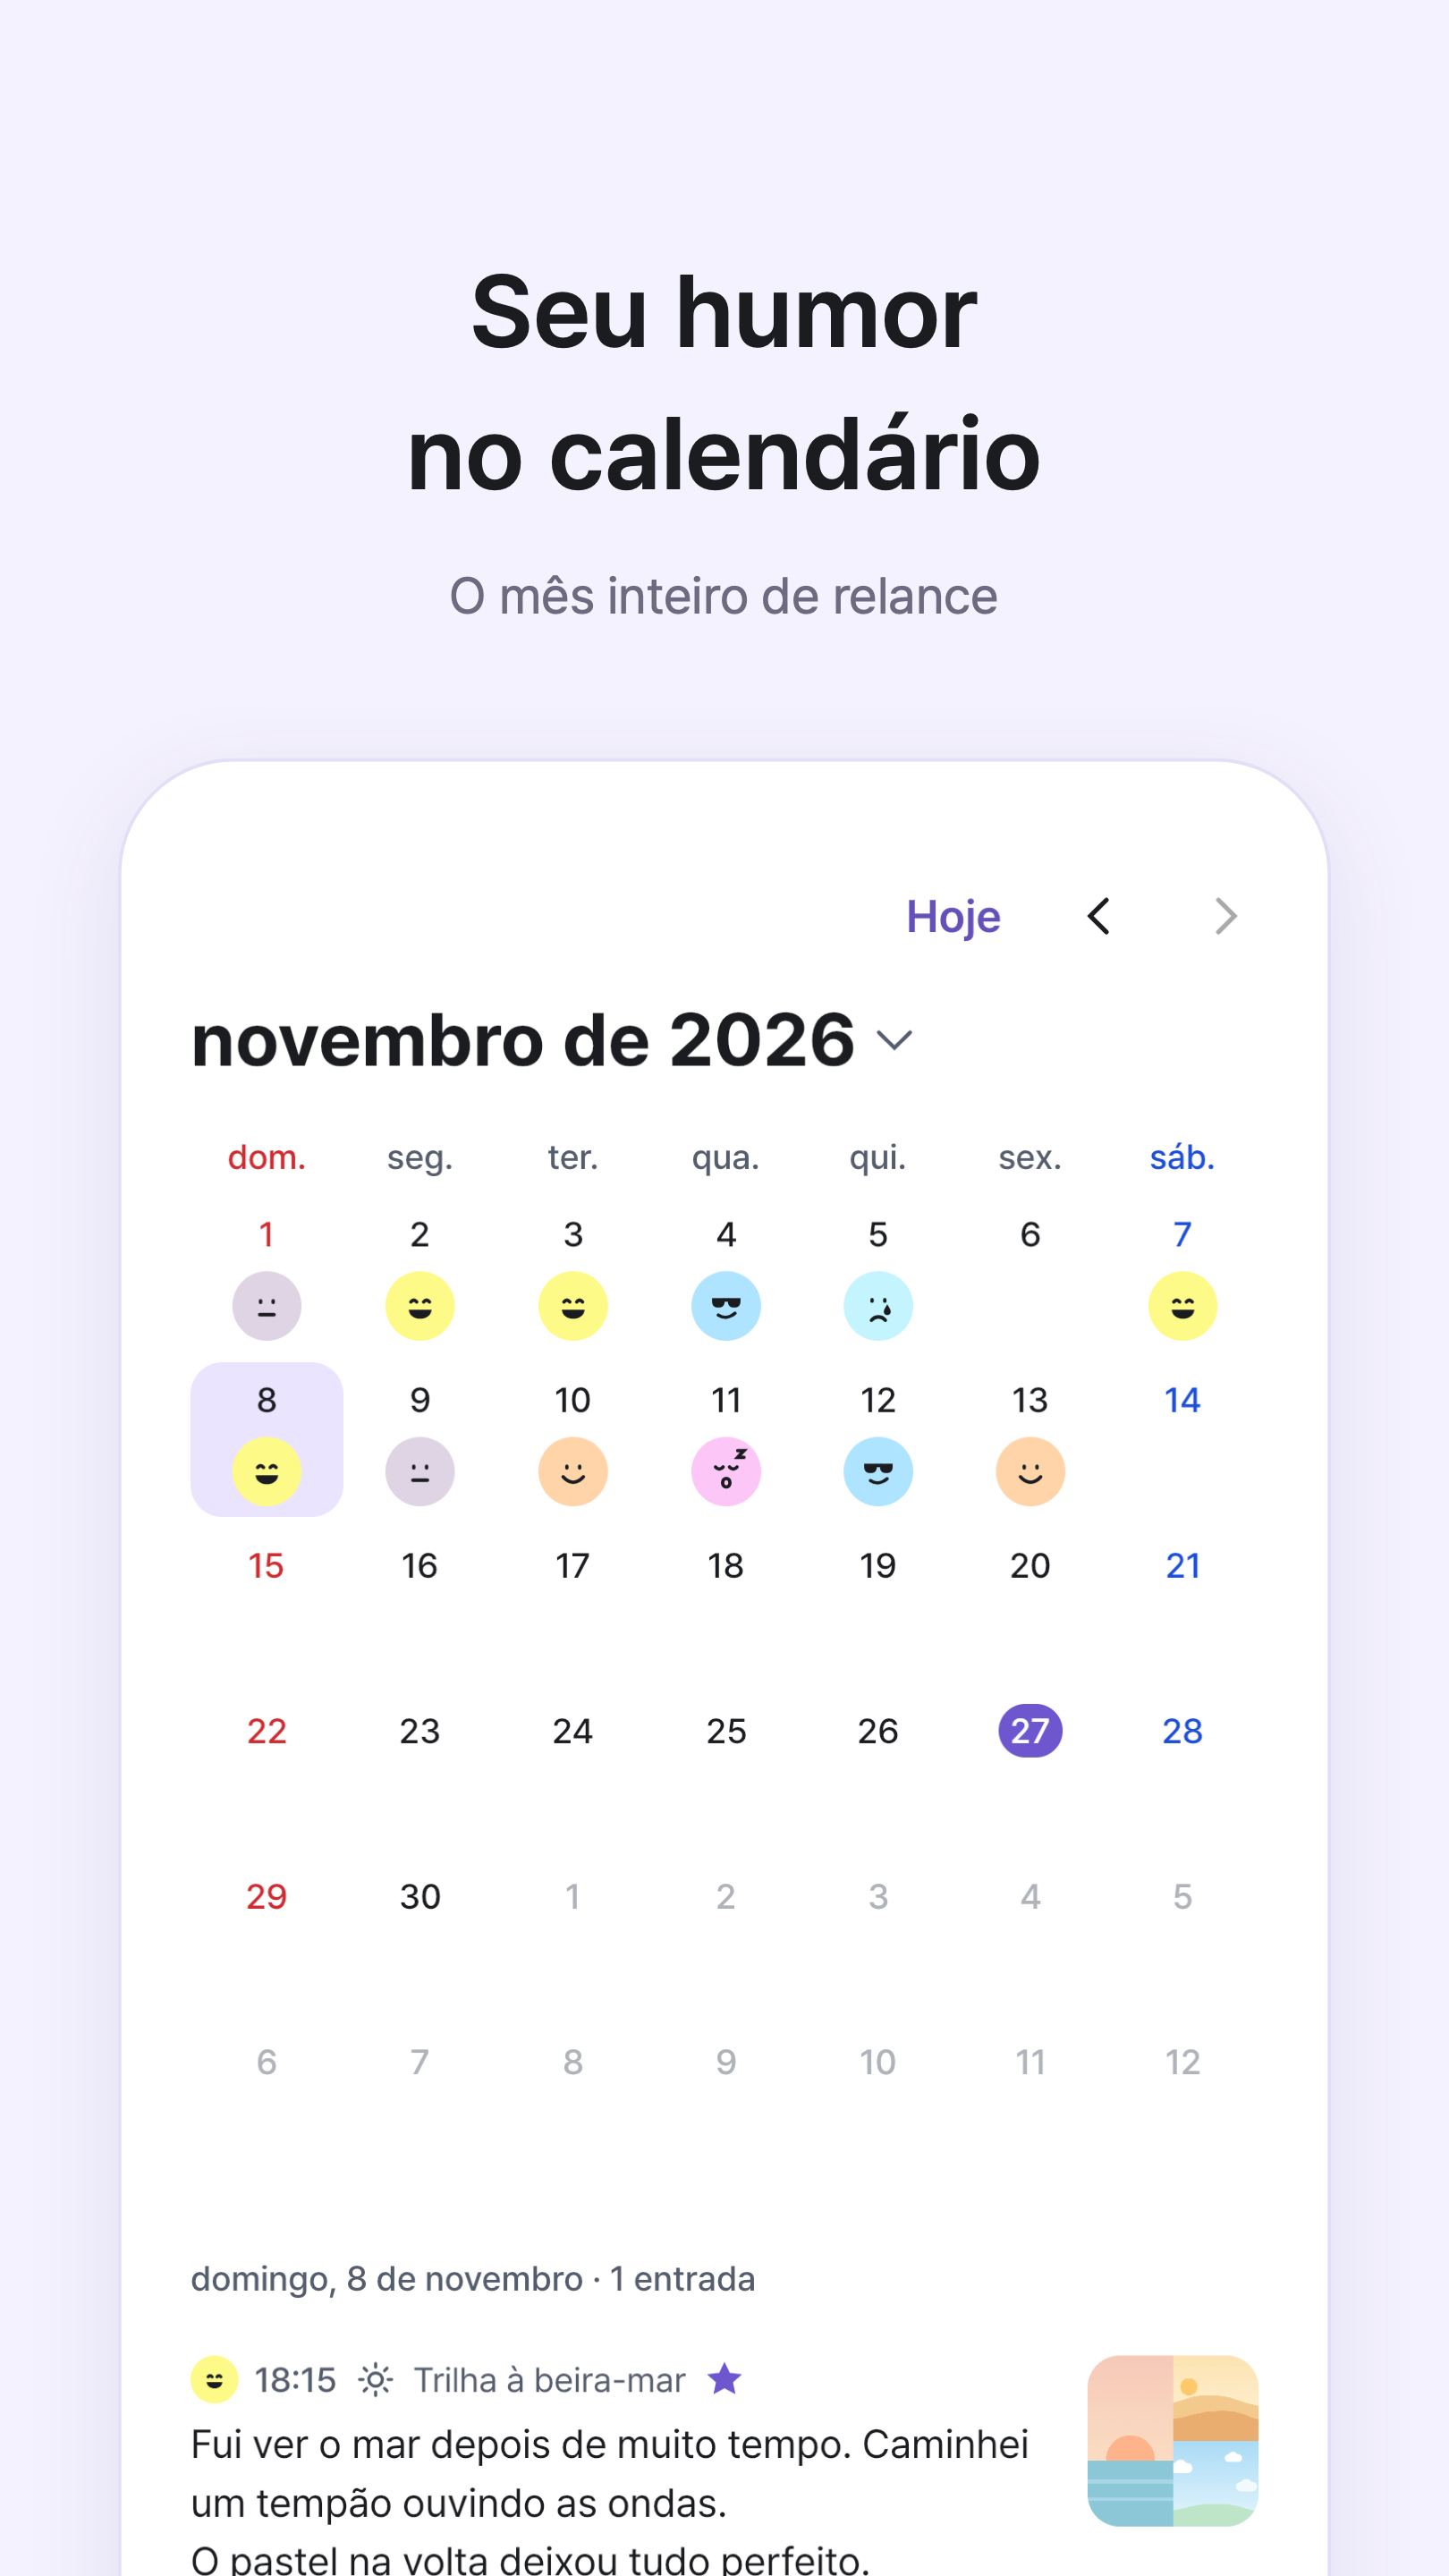 Seu humor
no calendário
O mês inteiro de relance
Hoje
novembro de 2026
dom. seg. ter. qua. qui. sex. sáb.
1 2 3 4 5 6 7
8 9 10 11 12 13 14
15 16 17 18 19 20 21
22 23 24 25 26 27 28
29 30 1 2 3 4 5
6 7 8 9 10 11 12
domingo, 8 de novembro · 1 entrada
18:15 Trilha à beira-mar
Fui ver o mar depois de muito tempo. Caminhei
um tempão ouvindo as ondas.
O pastel na volta deixou tudo perfeito.